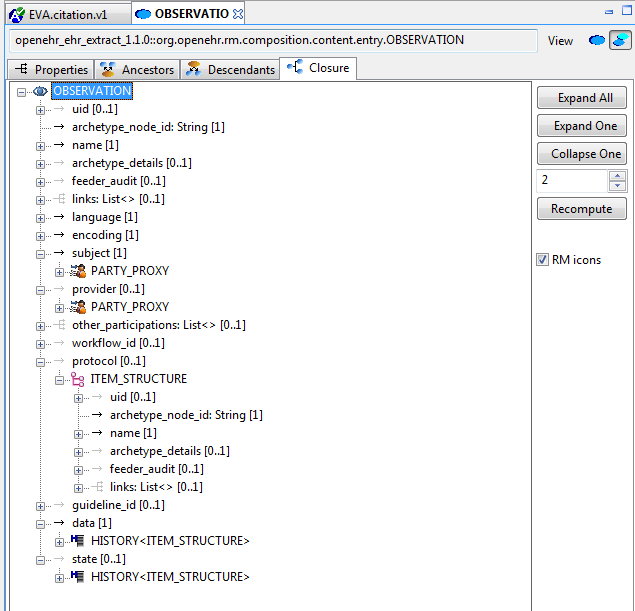 EVA.citation.v1
OBSERVATIO
openehr_ehr_extract_1.1.0::org.openehr.rm.composition.content.entry.OBSERVATION
View
Properties
Ancestors
Descendants
Closure
OBSERVATION
uid [0..1]
archetype_node_id: String [1]
name [1]
archetype_details [0..1]
feeder_audit [0..1]
links: List<> [0..1]
language [1]
encoding [1]
subject [1]
PARTY_PROXY
provider [0..1]
PARTY_PROXY
other_participations: List<> [0..1]
workflow_id [0..1]
protocol [0..1]
ITEM_STRUCTURE
uid [0..1]
archetype_node_id: String [1]
name [1]
archetype_details [0..1]
feeder_audit [0..1]
links: List<> [0..1]
guideline_id [0..1]
data [1]
HISTORY<ITEM_STRUCTURE>
state [0..1]
HISTORY<ITEM_STRUCTURE>
Expand All
Expand One
Collapse One
2
Recompute
RM icons